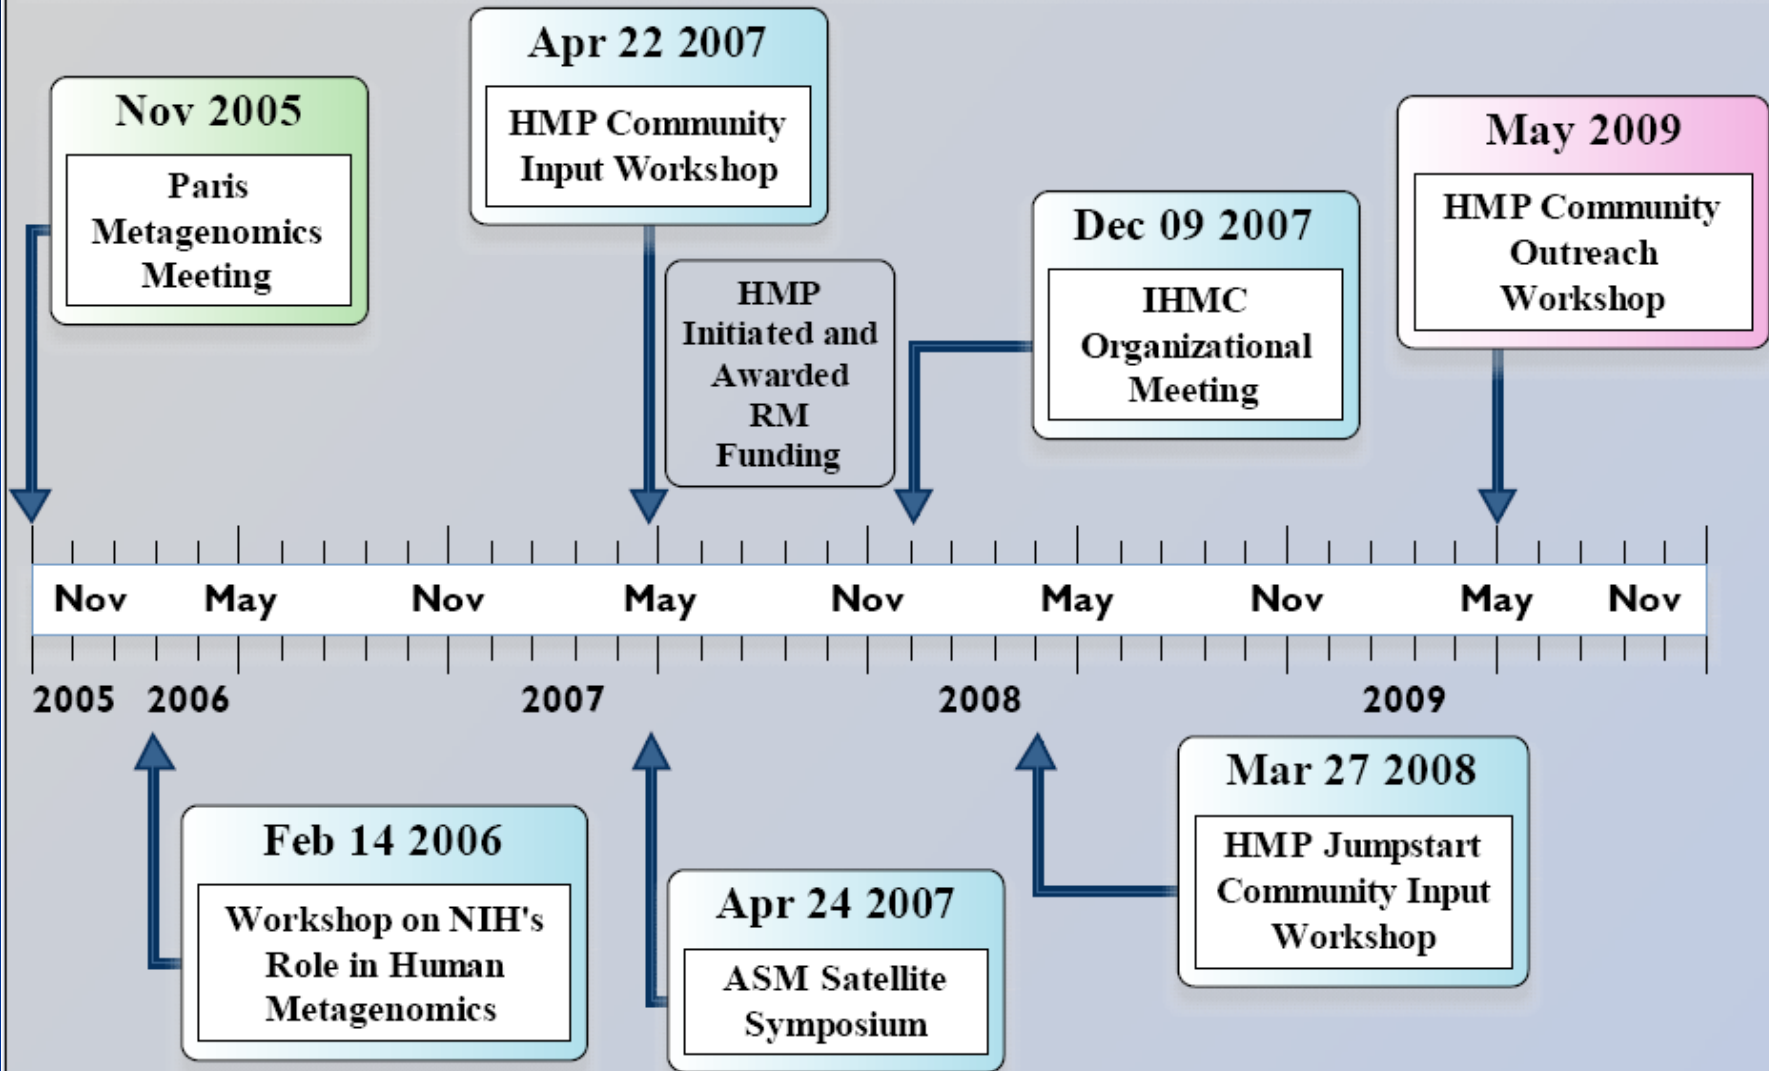 Nov 2005
Paris
Metagenomics
Meeting
Apr 22 2007
HMP Community
Input Workshop
HMP
Initiated and
Awarded
RM
Funding
Dec 09 2007
IHMC
Organizational
Meeting
May 2009
HMP Community
Outreach
Workshop
Nov May Nov May Nov May Nov May Nov
2005 2006 2007 2008 2009
Feb 14 2006
Workshop on NIH's
Role in Human
Metagenomics
Apr 24 2007
ASM Satellite
Symposium
Mar 27 2008
HMP Jumpstart
Community Input
Workshop